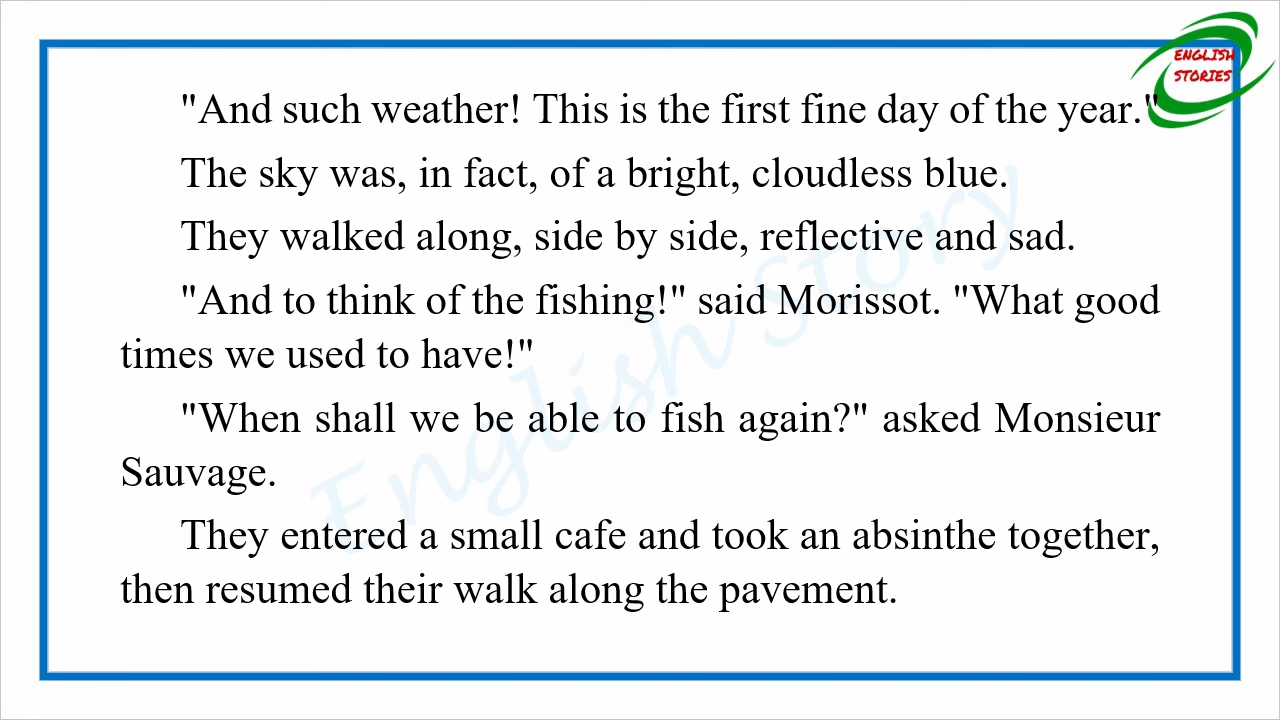 ENGLISH
STORIES
"And such weather! This is the first fine day of the year."
The sky was, in fact, of a bright, cloudless blue.
They walked along, side by side, reflective and sad.
"And to think of the fishing!" said Morissot. "What good
times we used to have!"
"When shall we be able to fish again?" asked Monsieur
Sauvage.
They entered a small cafe and took an absinthe together,
then resumed their walk along the pavement.
English Story